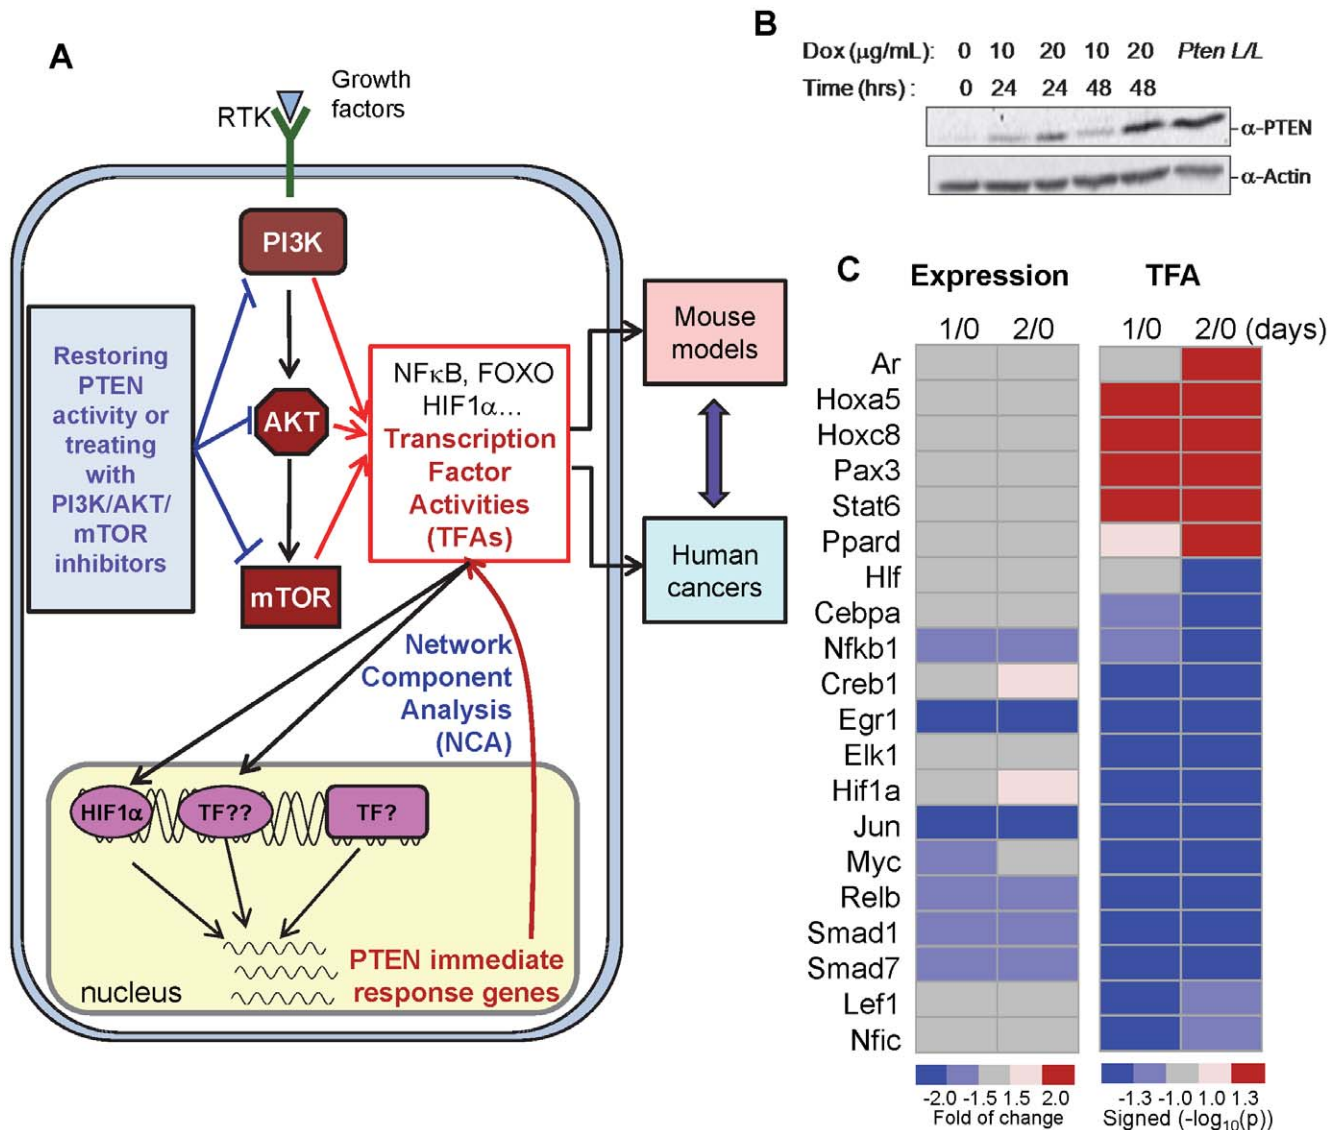 A
Growth
factors
RTK
PI3K
AKT
mTOR
Restoring
PTEN
activity or
treating
with
PI3K/AKT/
mTOR
inhibitors
NFκB, FOXO
HIF1α...
Transcription
Factor
Activities
(TFAs)
Mouse
models
Human
cancers
Network
Component
Analysis
(NCA)
HIF1α
TF??
TF?
nucleus
PTEN immediate
response genes
B
Dox (μg/mL): 0 10 20 10 20 Pten L/L
Time (hrs) : 0 24 24 48 48
α-PTEN
α-Actin
C
Expression TFA
1/0 2/0 1/0 2/0 (days)
Ar
Hoxa5
Hoxc8
Pax3
Stat6
Ppard
Hlf
Cebpa
Nfkb1
Creb1
Egr1
Elk1
Hif1a
Jun
Myc
Relb
Smad1
Smad7
Lef1
Nfic
-2.0 -1.5 1.5 2.0
Fold of change
-1.3 -1.0 1.0 1.3
Signed (-log10(p))